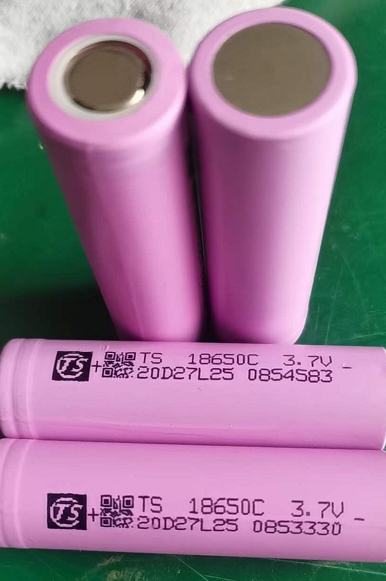 TS + TS 18650C 3.7V -
20D27L25 0854583
TS + TS 18650C 3.7V -
20D27L25 0853330